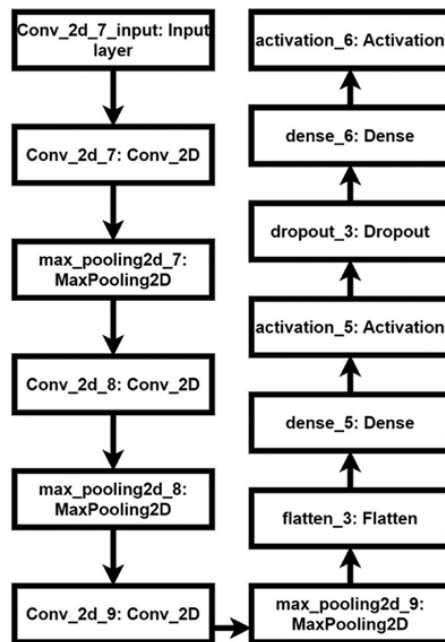 Conv_2d_7_input: Input
layer
Conv_2d_7: Conv_2D
max_pooling2d_7:
MaxPooling2D
Conv_2d_8: Conv_2D
max_pooling2d_8:
MaxPooling2D
Conv_2d_9: Conv_2D
max_pooling2d_9:
MaxPooling2D
flatten_3: Flatten
dense_5: Dense
activation_5: Activation
dropout_3: Dropout
dense_6: Dense
activation_6: Activation